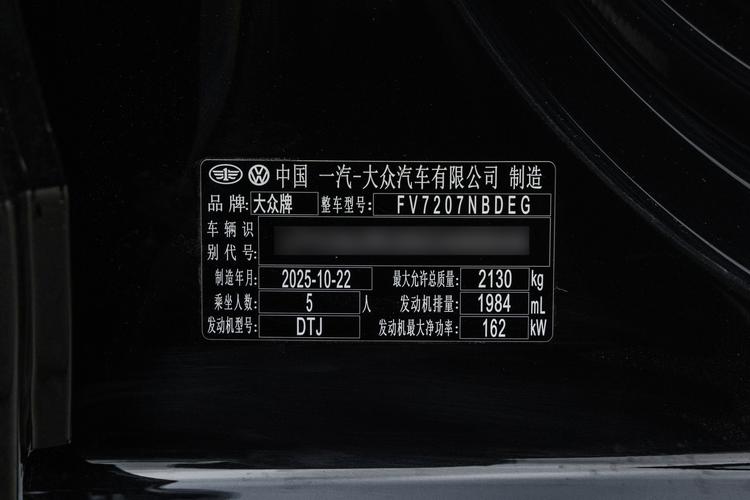 中国 一汽-大众汽车有限公司 制造
品牌: 大众牌 整车型号: FV7207NBDEG
车辆识
别代号:
制造年月: 2025-10-22 最大允许总质量: 2130 kg
乘坐人数: 5 人 发动机排量: 1984 mL
发动机型号: DTJ 发动机最大净功率: 162 kW